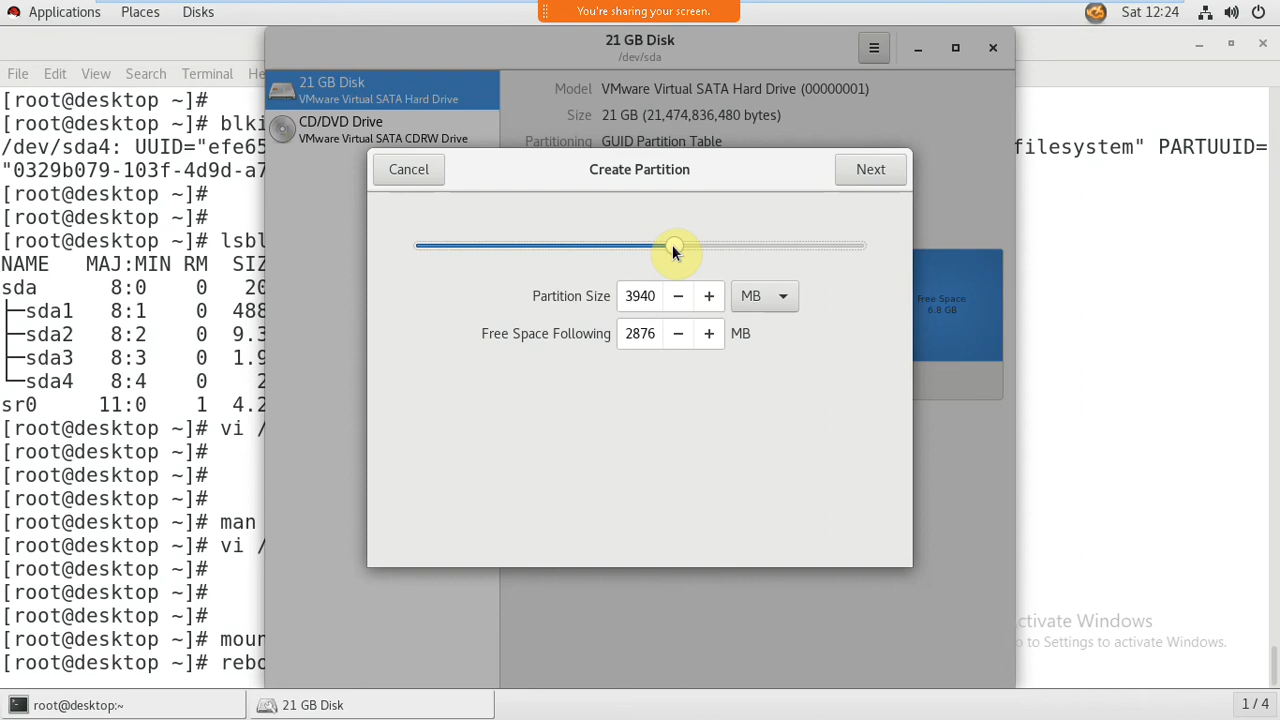 Applications Places Disks
You're sharing your screen.
Sat 12:24
File Edit View Search Terminal He
21 GB Disk
/dev/sda
21 GB Disk
VMware Virtual SATA Hard Drive
CD/DVD Drive
VMware Virtual SATA CDRW Drive
Model VMware Virtual SATA Hard Drive (00000001)
Size 21 GB (21,474,836,480 bytes)
Partitioning GUID Partition Table
Free Space
6.8 GB
Cancel Create Partition Next
Partition Size 3940 − + MB
Free Space Following 2876 − + MB
[root@desktop ~]#
[root@desktop ~]# blki
/dev/sda4: UUID="efe65 filesystem" PARTUUID=
"0329b079-103f-4d9d-a7
[root@desktop ~]#
[root@desktop ~]#
[root@desktop ~]# lsbl
NAME MAJ:MIN RM SIZ
sda 8:0 0 20
├─sda1 8:1 0 488
├─sda2 8:2 0 9.3
├─sda3 8:3 0 1.9
└─sda4 8:4 0 2
sr0 11:0 1 4.2
[root@desktop ~]# vi /
[root@desktop ~]#
[root@desktop ~]#
[root@desktop ~]#
[root@desktop ~]# man
[root@desktop ~]# vi /
[root@desktop ~]#
[root@desktop ~]#
[root@desktop ~]#
[root@desktop ~]# moun
[root@desktop ~]# rebo
ctivate Windows
o to Settings to activate Windows.
root@desktop:~ 21 GB Disk 1 / 4